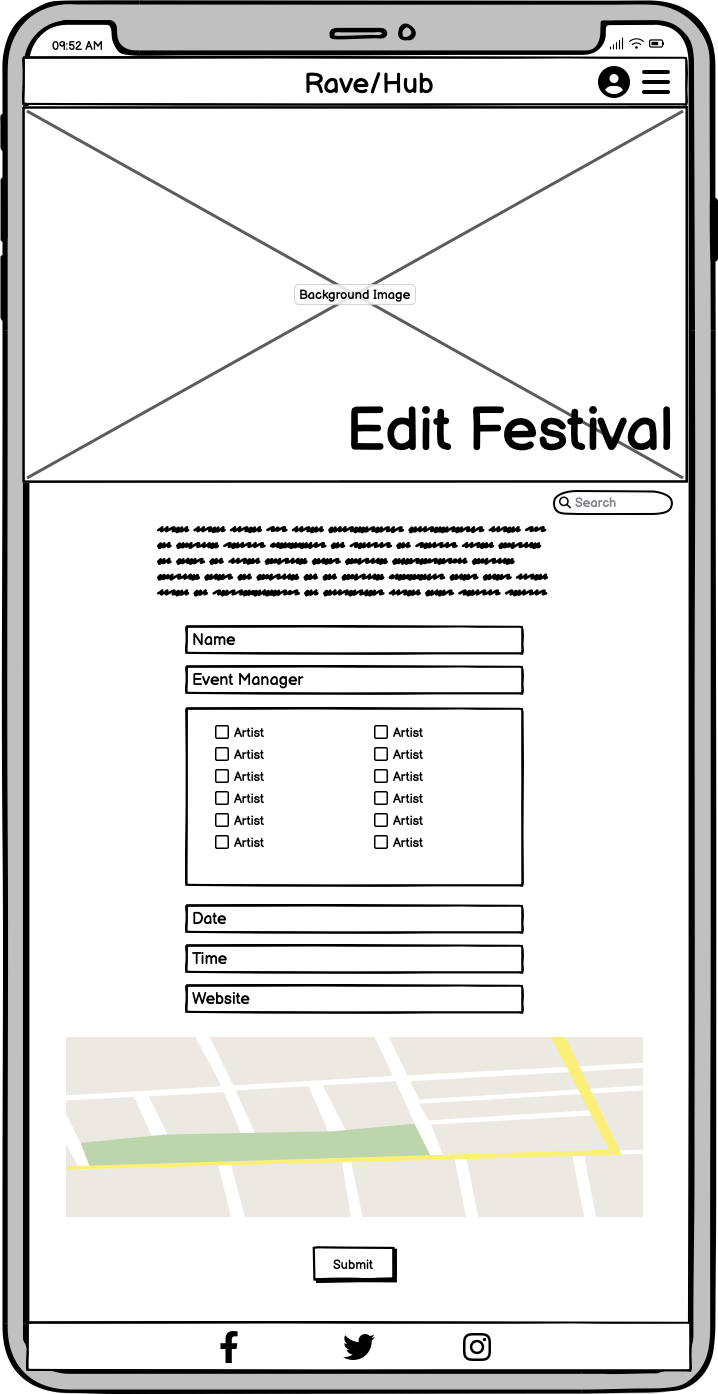 09:52 AM
Rave/Hub
Background Image
Edit Festival
Search
Name
Event Manager
Artist Artist
Artist Artist
Artist Artist
Artist Artist
Artist Artist
Artist Artist
Date
Time
Website
Submit